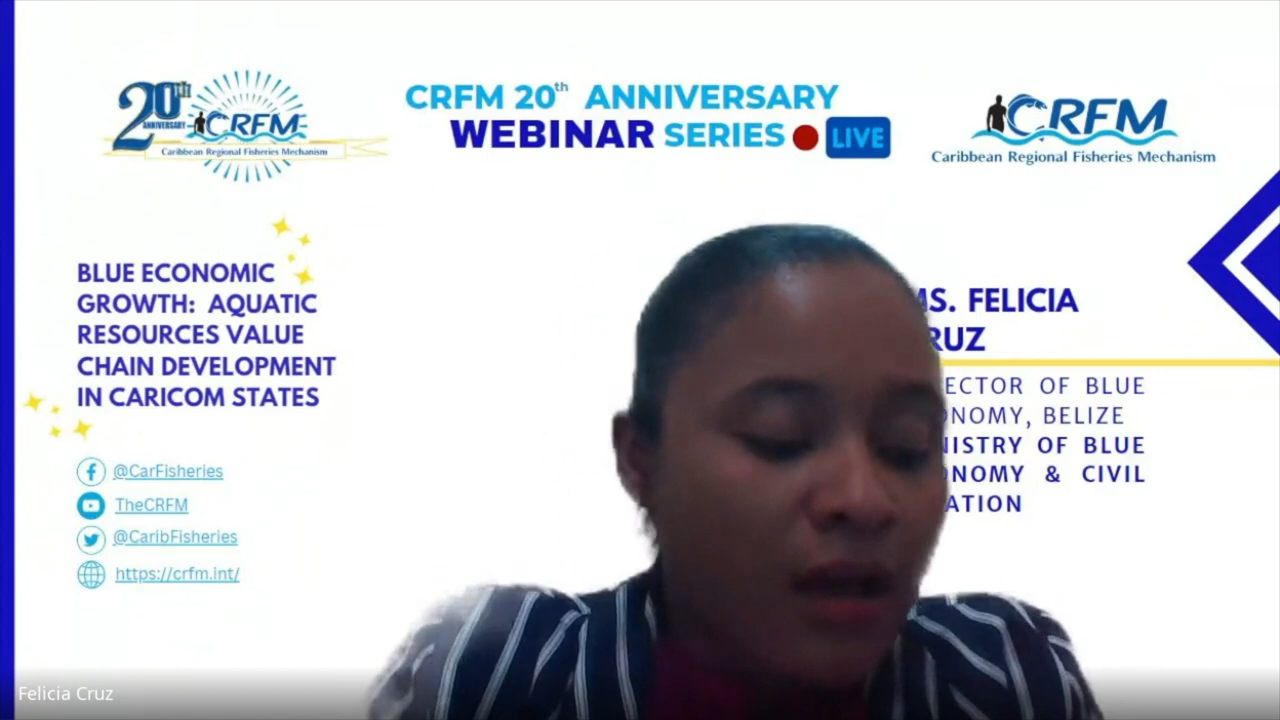 20TH
ANNIVERSARY
CRFM
Caribbean Regional Fisheries Mechanism
CRFM 20th ANNIVERSARY
WEBINAR SERIES LIVE
CRFM
Caribbean Regional Fisheries Mechanism
BLUE ECONOMIC
GROWTH: AQUATIC
RESOURCES VALUE
CHAIN DEVELOPMENT
IN CARICOM STATES
@CarFisheries
TheCRFM
@CaribFisheries
https://crfm.int/
MS. FELICIA
RUZ
ECTOR OF BLUE
ONOMY, BELIZE
NISTRY OF BLUE
ONOMY & CIVIL
ATION
Felicia Cruz